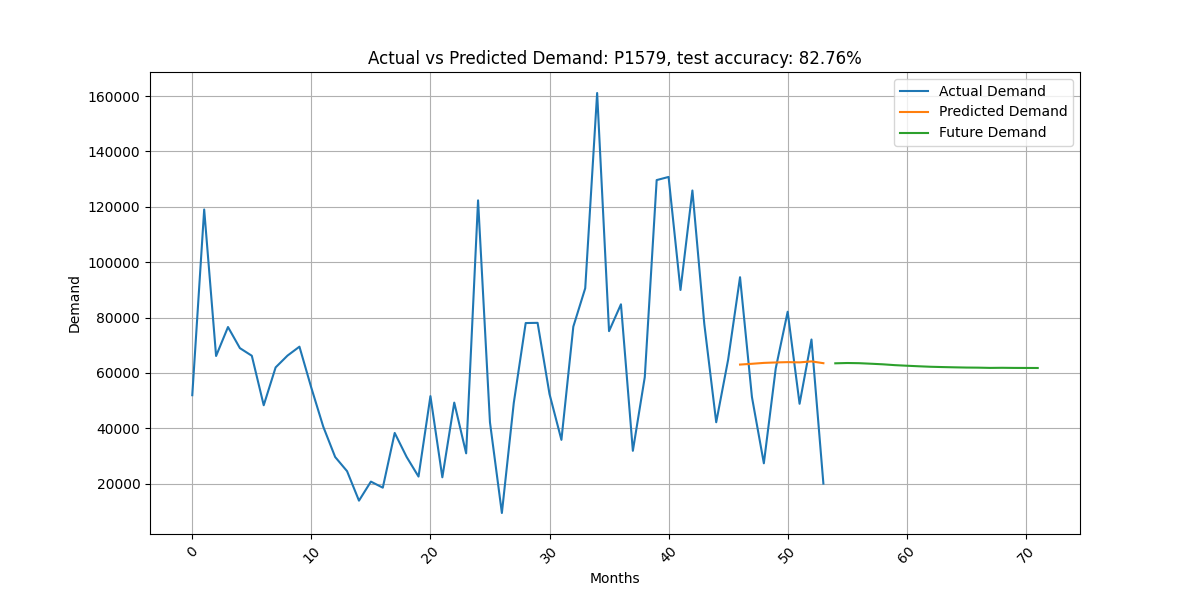 Actual vs Predicted Demand: P1579, test accuracy: 82.76%
Actual Demand
Predicted Demand
Future Demand
160000
140000
120000
100000
80000
60000
40000
20000
Demand
0 10 20 30 40 50 60 70
Months